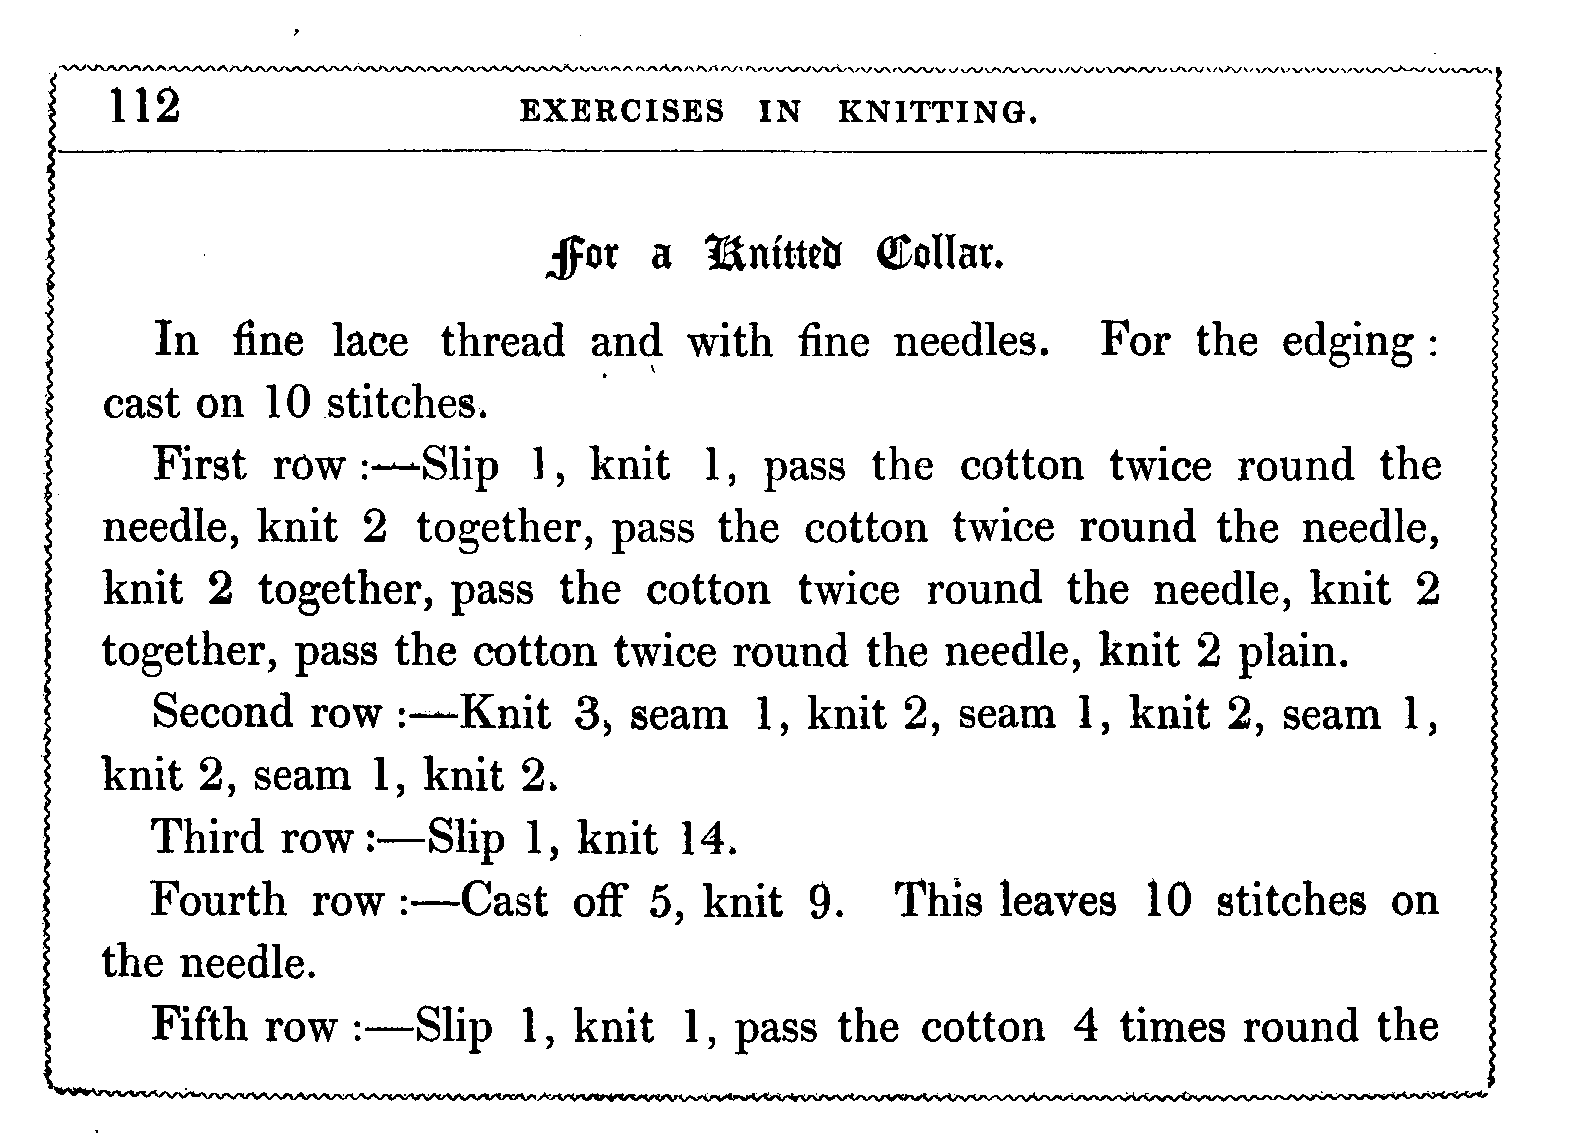 112 EXERCISES IN KNITTING.
For a Knitted Collar.
In fine lace thread and with fine needles. For the edging :
cast on 10 stitches.
First row :—Slip 1, knit 1, pass the cotton twice round the
needle, knit 2 together, pass the cotton twice round the needle,
knit 2 together, pass the cotton twice round the needle, knit 2
together, pass the cotton twice round the needle, knit 2 plain.
Second row :—Knit 3, seam 1, knit 2, seam 1, knit 2, seam 1,
knit 2, seam 1, knit 2.
Third row :—Slip 1, knit 14.
Fourth row :—Cast off 5, knit 9. This leaves 10 stitches on
the needle.
Fifth row :—Slip 1, knit 1, pass the cotton 4 times round the